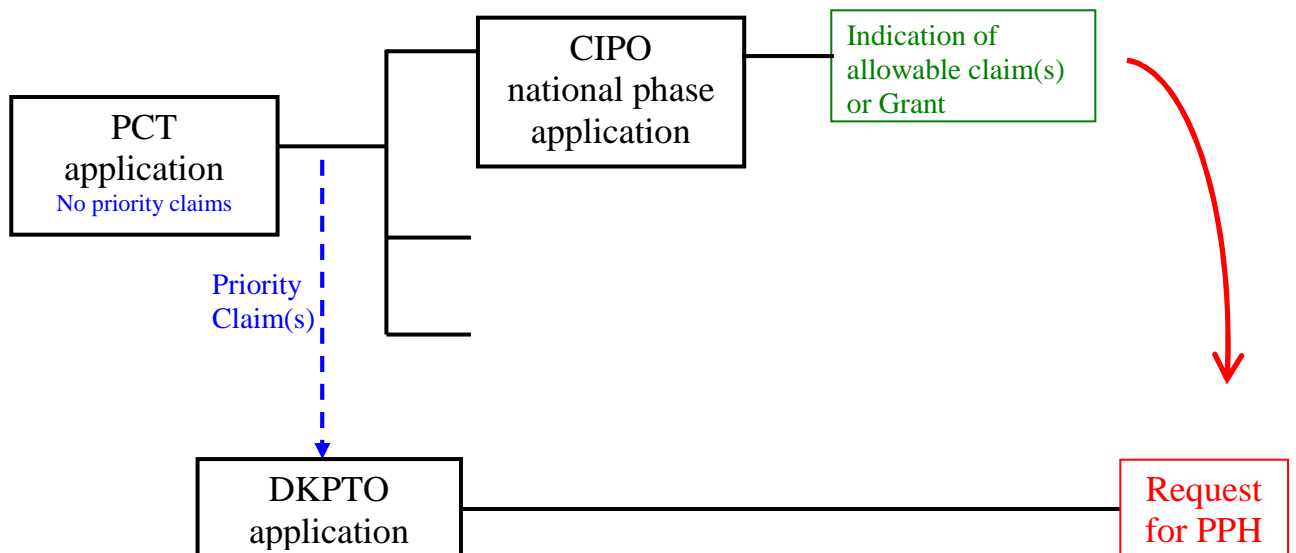 PCT
application
No priority claims
CIPO
national phase
application
Indication of
allowable claim(s)
or Grant
Priority
Claim(s)
DKPTO
application
Request
for PPH